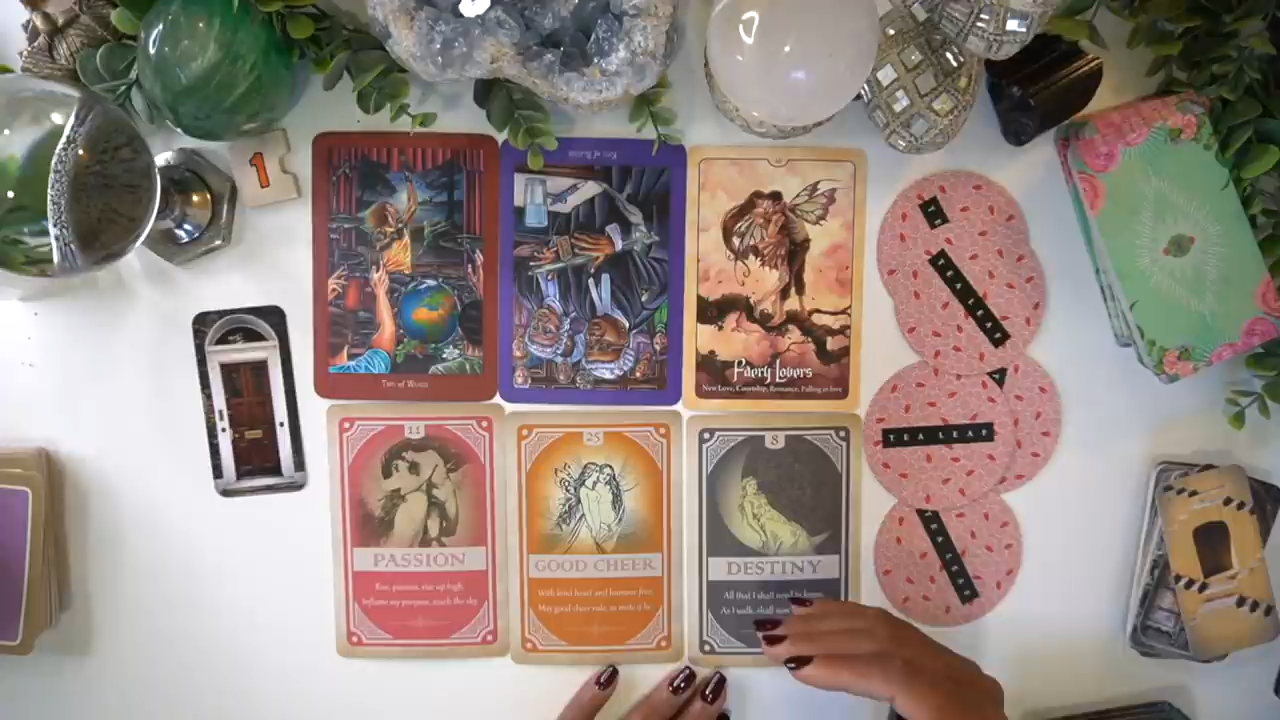 1
Faery Lovers
New Love, Courtship, Romance, Falling in love
TEA LEAF
TEA LEAF
TEA LEAF
11
PASSION
Rise, passion, rise up high,
Inflame my purpose, touch the sky.
25
GOOD CHEER
With kind heart and humour free,
May good cheer rule, so mote it be.
8
DESTINY
All that I shall need to know,
As I walk, shall